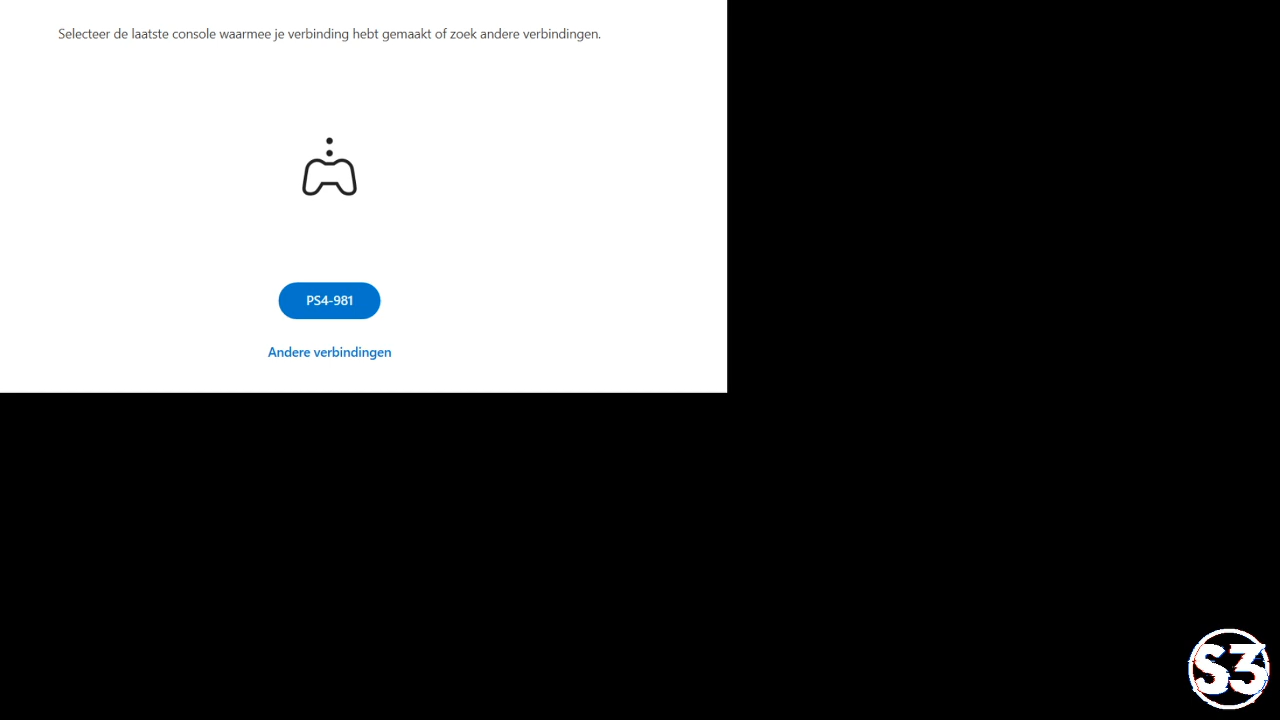 Selecteer de laatste console waarmee je verbinding hebt gemaakt of zoek andere verbindingen.
PS4-981
Andere verbindingen
S3